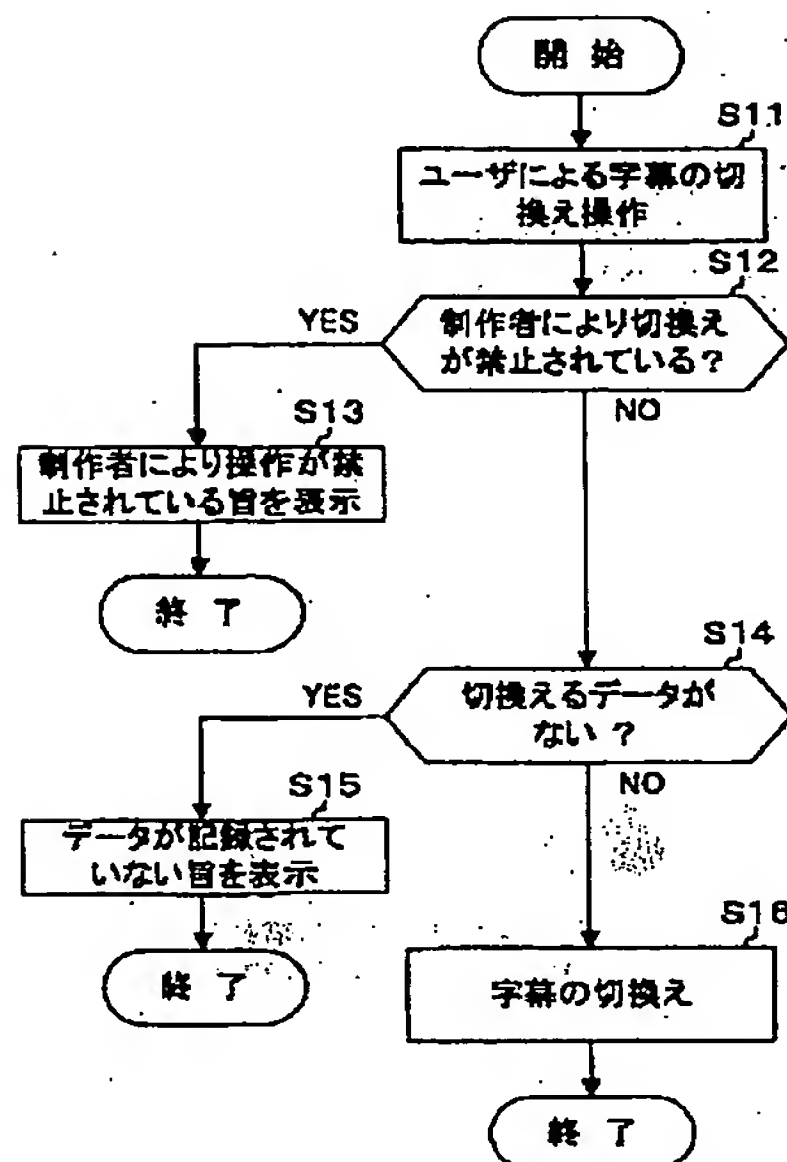 開 始
S11
ユーザによる字幕の切
換え操作
S12
制作者により切換え
が禁止されている？
YES
NO
S13
制作者により操作が禁
止されている旨を表示
終 了
S14
切換えるデータが
ない？
YES
NO
S15
データが記録されて
いない旨を表示
終 了
S16
字幕の切換え
終 了